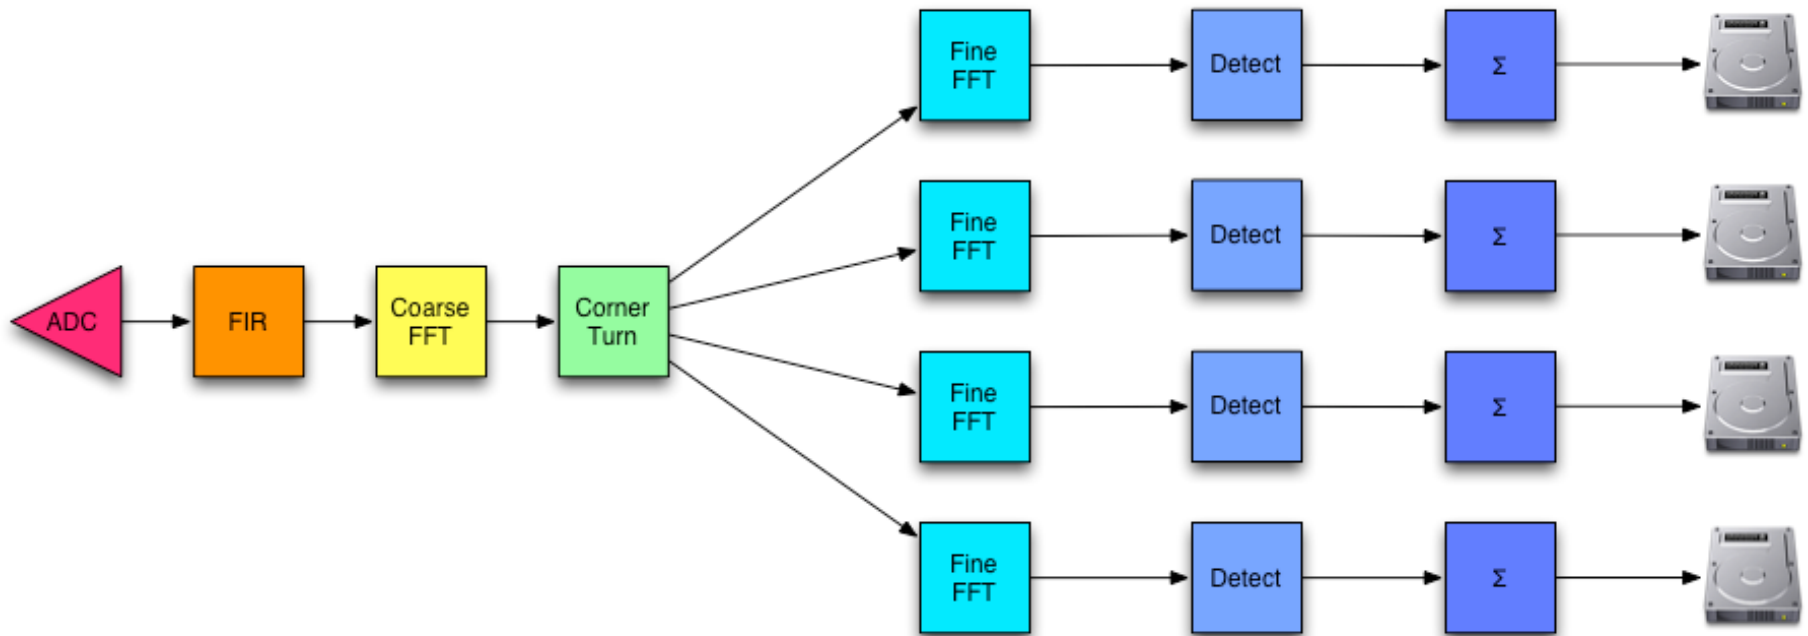 Fine
FFT
Detect
Σ
Fine
FFT
Detect
Σ
ADC
FIR
Coarse
FFT
Corner
Turn
Fine
FFT
Detect
Σ
Fine
FFT
Detect
Σ